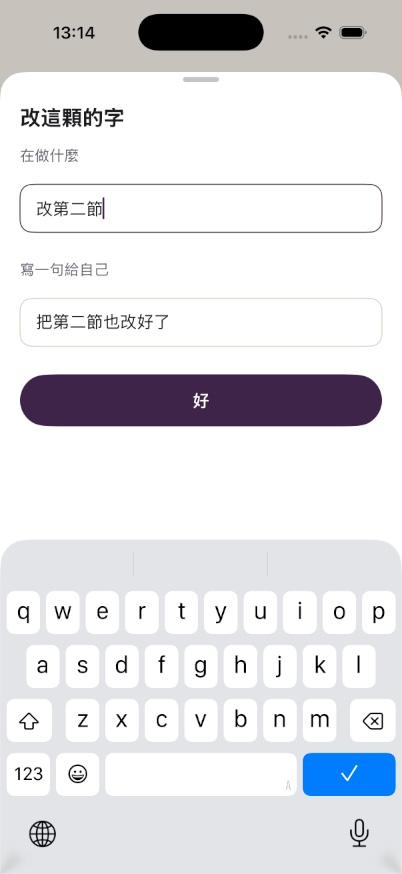 13:14
改這顆的字
在做什麼
改第二節
寫一句給自己
把第二節也改好了
好
q w e r t y u i o p
a s d f g h j k l
z x c v b n m
123
A